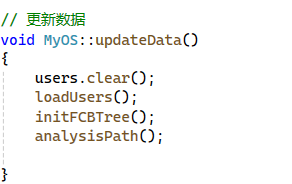 // 更新数据
void MyOS::updateData()
{
    users.clear();
    loadUsers();
    initFCBTree();
    analysisPath();
}